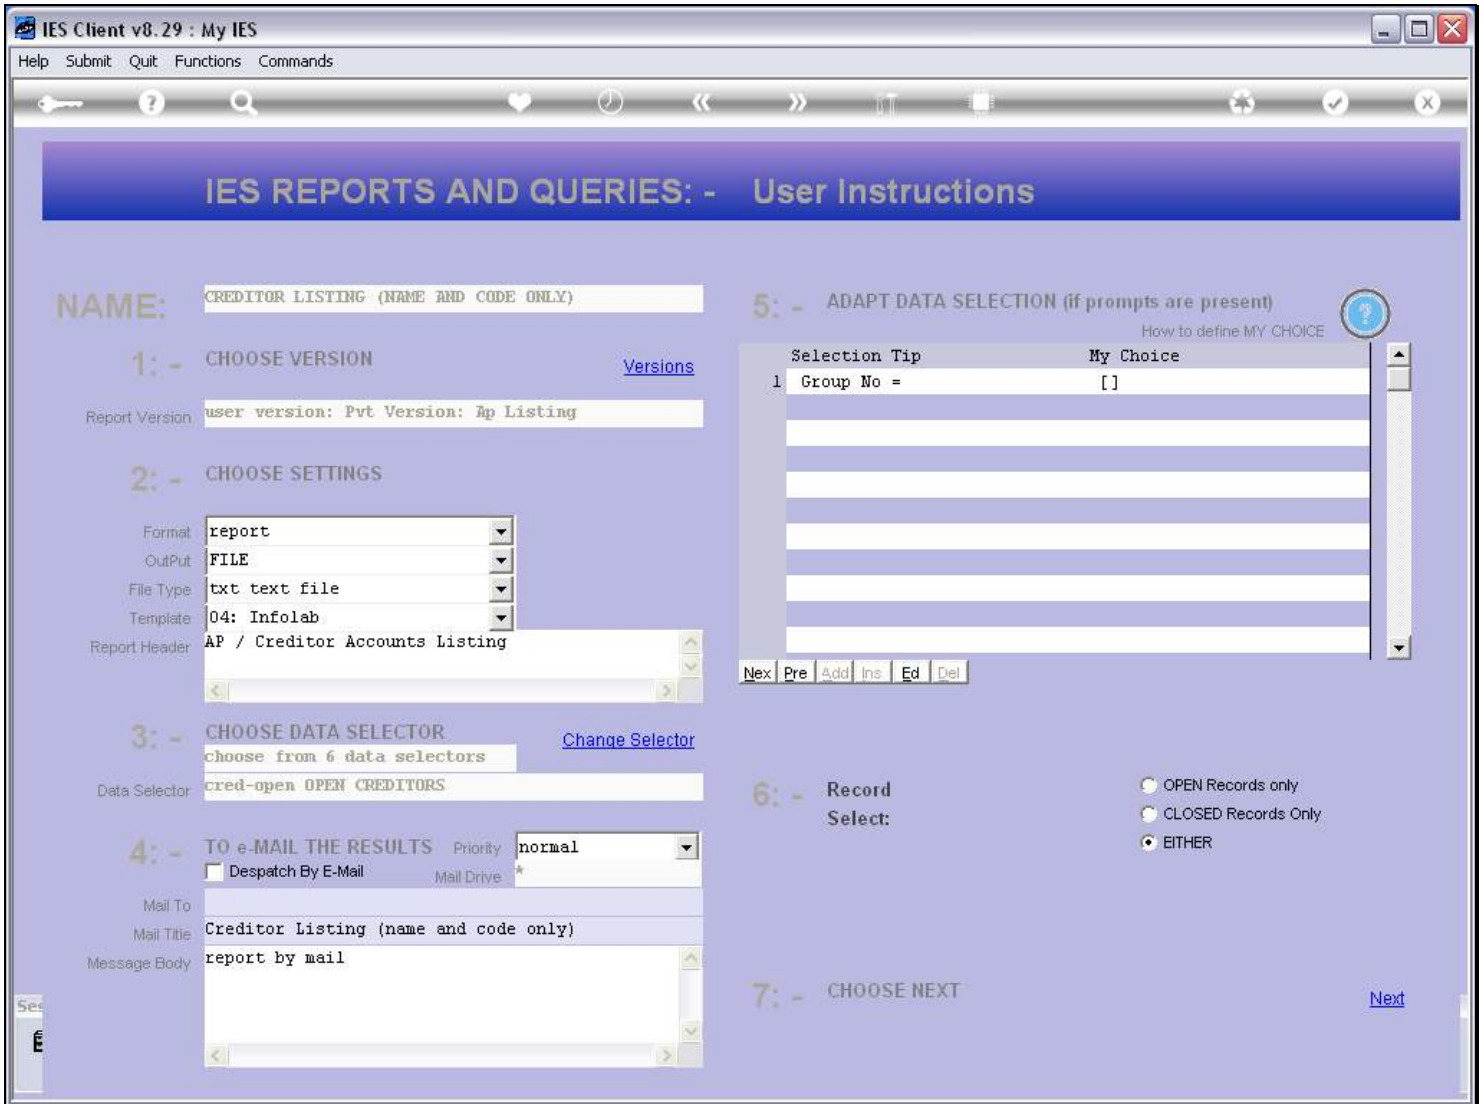 IES Client v8.29 : My IES
Help Submit Quit Functions Commands
IES REPORTS AND QUERIES: - User Instructions
NAME: CREDITOR LISTING (NAME AND CODE ONLY)
1: - CHOOSE VERSION
Versions
Report Version user version: Pvt Version: Ap Listing
2: - CHOOSE SETTINGS
Format report
OutPut FILE
File Type txt text file
Template 04: Infolab
Report Header AP / Creditor Accounts Listing
3: - CHOOSE DATA SELECTOR
Change Selector
choose from 6 data selectors
Data Selector cred-open OPEN CREDITORS
4: - TO e-MAIL THE RESULTS Priority normal
Despatch By E-Mail Mail Drive *
Mail To
Mail Title Creditor Listing (name and code only)
Message Body report by mail
5: - ADAPT DATA SELECTION (if prompts are present)
How to define MY CHOICE
?
Selection Tip My Choice
1 Group No = []
Nex Pre Add Ins Ed Del
6: - Record Select:
OPEN Records only
CLOSED Records Only
EITHER
7: - CHOOSE NEXT
Next